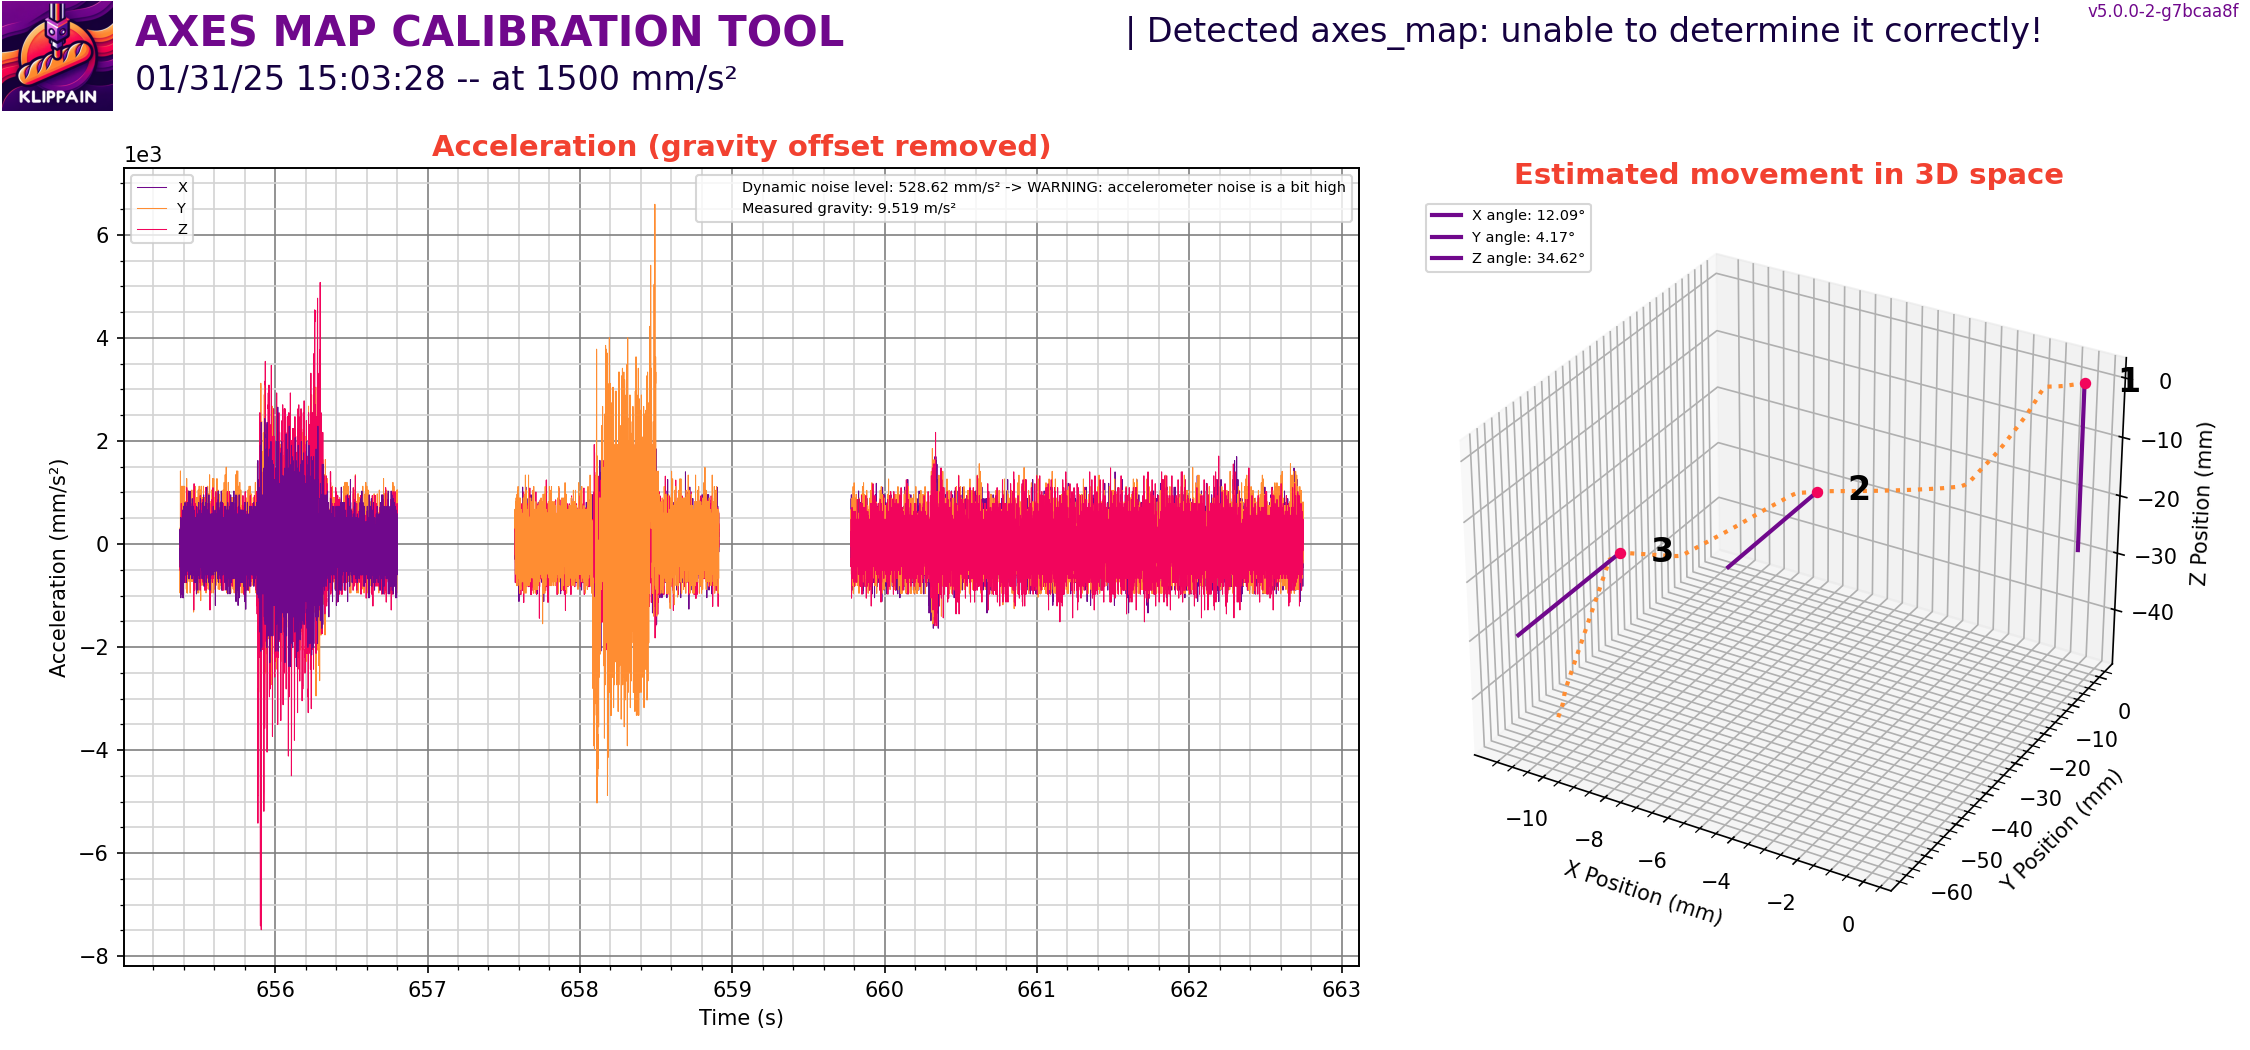 KLIPPAIN
AXES MAP CALIBRATION TOOL
01/31/25 15:03:28 -- at 1500 mm/s²
| Detected axes_map: unable to determine it correctly!
v5.0.0-2-g7bcaa8f
Acceleration (gravity offset removed)
1e3
X
Y
Z
Dynamic noise level: 528.62 mm/s² -> WARNING: accelerometer noise is a bit high
Measured gravity: 9.519 m/s²
6
4
2
0
−2
−4
−6
−8
Acceleration (mm/s²)
656
657
658
659
660
661
662
663
Time (s)
Estimated movement in 3D space
X angle: 12.09°
Y angle: 4.17°
Z angle: 34.62°
1
2
3
0
−10
−20
−30
−40
Z Position (mm)
0
−10
−20
−30
−40
−50
−60
Y Position (mm)
−10
−8
−6
−4
−2
0
X Position (mm)